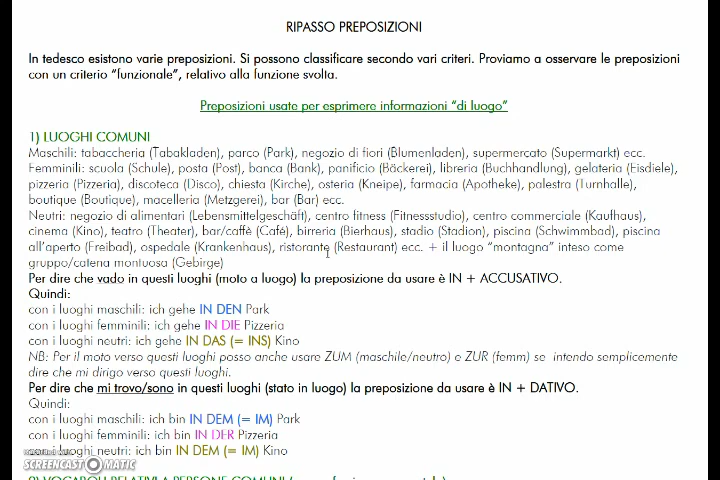 RIPASSO PREPOSIZIONI
In tedesco esistono varie preposizioni. Si possono classificare secondo vari criteri. Proviamo a osservare le preposizioni
con un criterio "funzionale", relativo alla funzione svolta.
Preposizioni usate per esprimere informazioni "di luogo"
1) LUOGHI COMUNI
Maschili: tabaccheria (Tabakladen), parco (Park), negozio di fiori (Blumenladen), supermercato (Supermarkt) ecc.
Femminili: scuola (Schule), posta (Post), banca (Bank), panificio (Bäckerei), libreria (Buchhandlung), gelateria (Eisdiele),
pizzeria (Pizzeria), discoteca (Disco), chiesta (Kirche), osteria (Kneipe), farmacia (Apotheke), palestra (Turnhalle),
boutique (Boutique), macelleria (Metzgerei), bar (Bar) ecc.
Neutri: negozio di alimentari (Lebensmittelgeschäft), centro fitness (Fitnessstudio), centro commerciale (Kaufhaus),
cinema (Kino), teatro (Theater), bar/caffè (Café), birreria (Bierhaus), stadio (Stadion), piscina (Schwimmbad), piscina
all'aperto (Freibad), ospedale (Krankenhaus), ristorante (Restaurant) ecc. + il luogo "montagna" inteso come
gruppo/catena montuosa (Gebirge)
Per dire che vado in questi luoghi (moto a luogo) la preposizione da usare è IN + ACCUSATIVO.
Quindi:
con i luoghi maschili: ich gehe IN DEN Park
con i luoghi femminili: ich gehe IN DIE Pizzeria
con i luoghi neutri: ich gehe IN DAS (= INS) Kino
NB: Per il moto verso questi luoghi posso anche usare ZUM (maschile/neutro) e ZUR (femm) se intendo semplicemente
dire che mi dirigo verso questi luoghi.
Per dire che mi trovo/sono in questi luoghi (stato in luogo) la preposizione da usare è IN + DATIVO.
Quindi:
con i luoghi maschili: ich bin IN DEM (= IM) Park
con i luoghi femminili: ich bin IN DER Pizzeria
luoghi neutri: ich bin IN DEM (= IM) Kino
SCREENCAST MATIC
2) VOCABOLI RELATIVI A PERSONE COMUNI